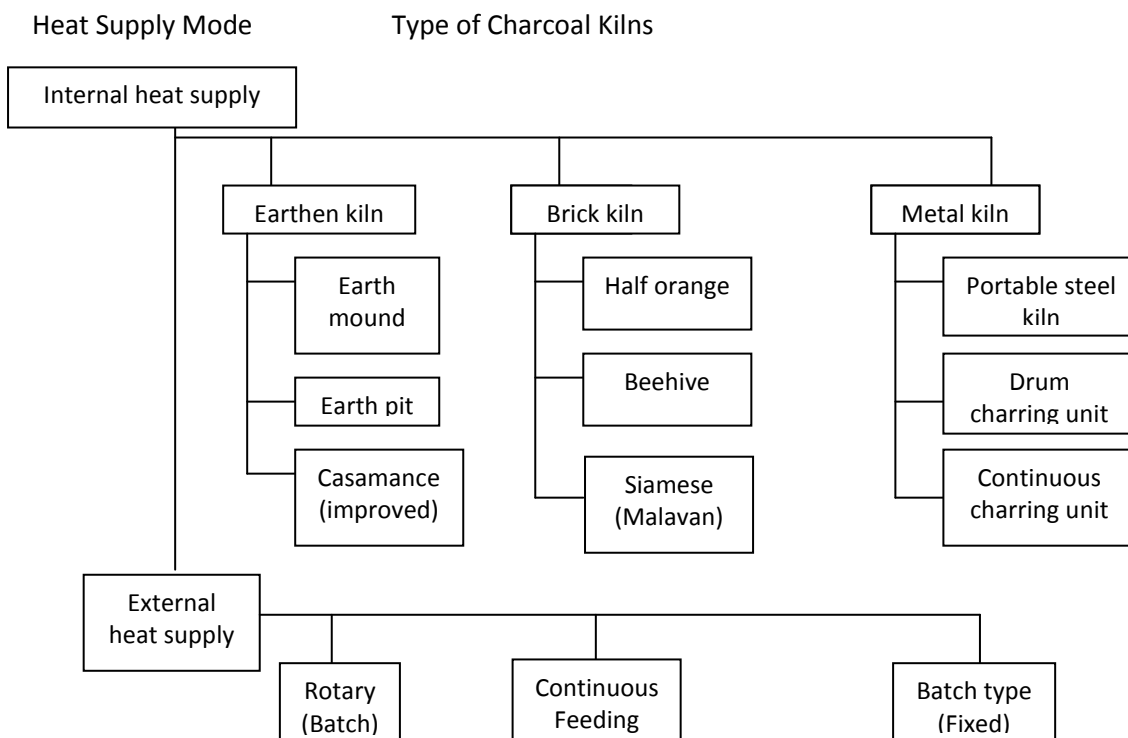 Heat Supply Mode
Type of Charcoal Kilns
Internal heat supply
Earthen kiln
Brick kiln
Metal kiln
Earth
mound
Half orange
Portable steel
kiln
Earth pit
Beehive
Drum
charring unit
Casamance
(improved)
Siamese
(Malavan)
Continuous
charring unit
External
heat supply
Rotary
(Batch)
Continuous
Feeding
Batch type
(Fixed)